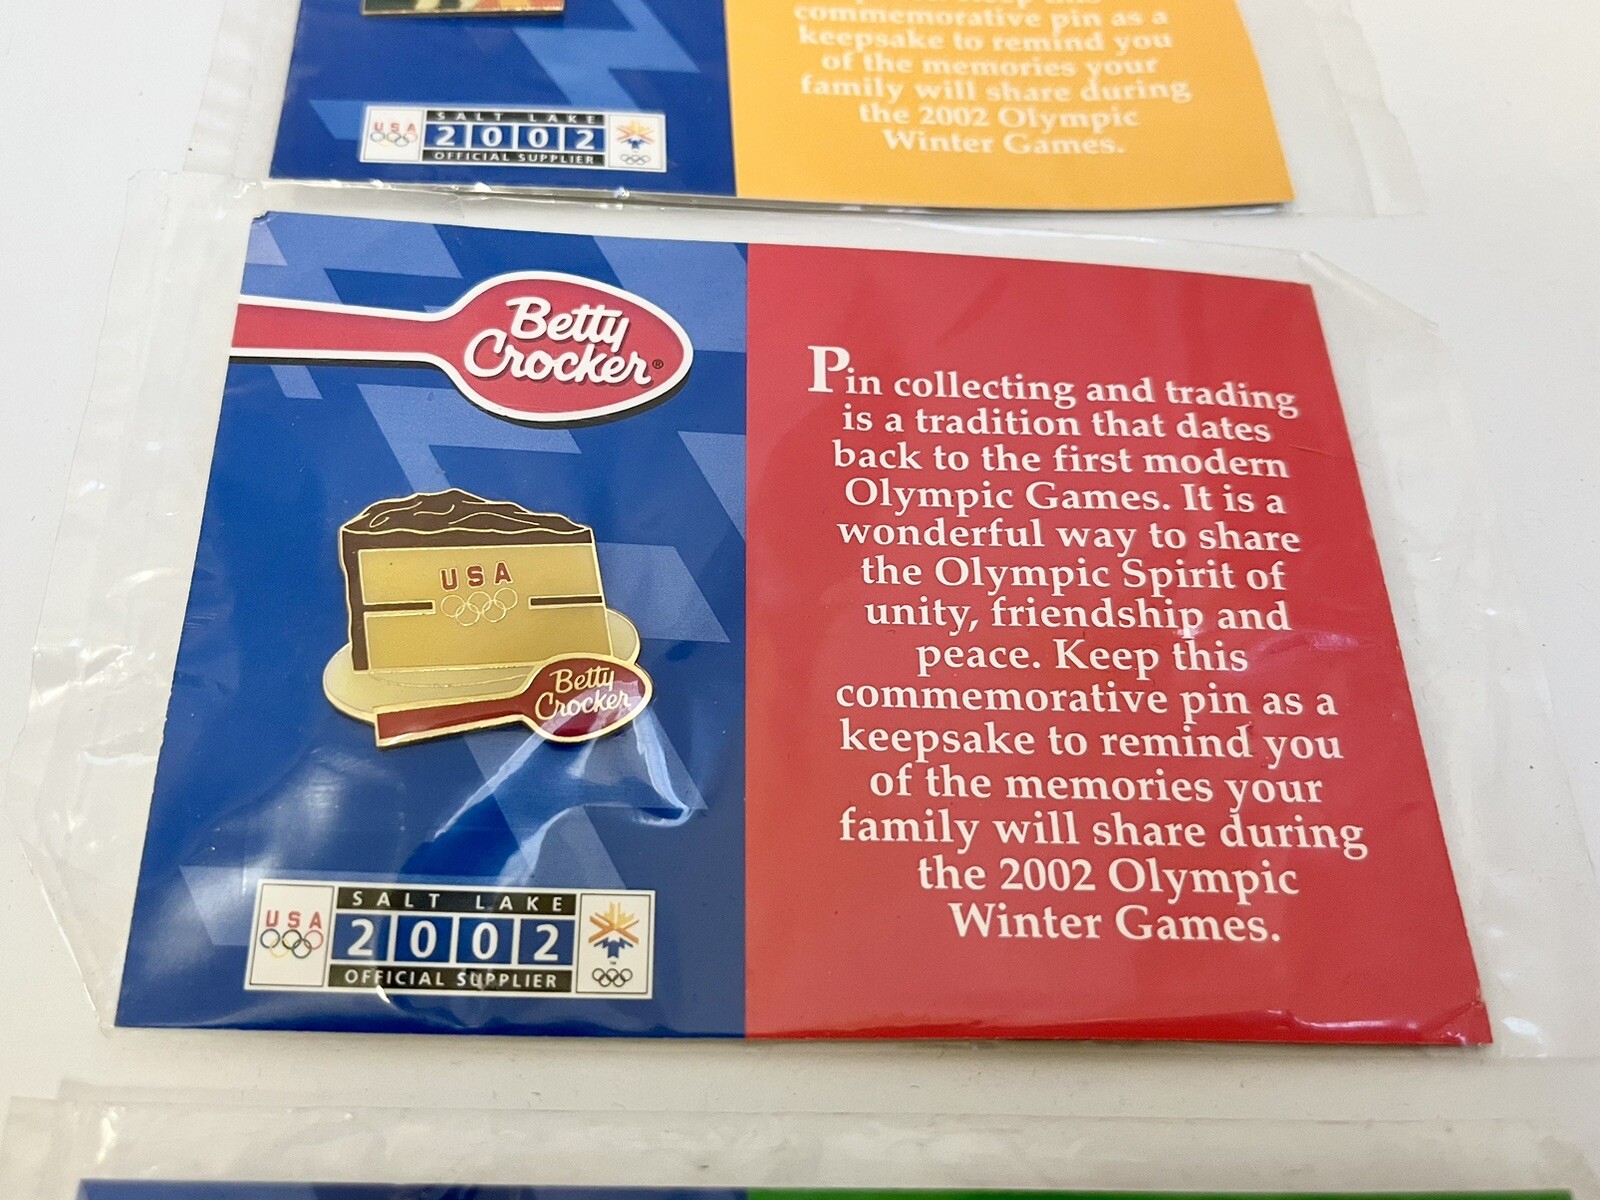 commemorative pin as a
keepsake to remind you
of the memories your
family will share during
the 2002 Olympic
Winter Games.
USA
SALT LAKE
2002
OFFICIAL SUPPLIER
Betty
Crocker®
USA
Betty
Crocker
USA
SALT LAKE
2002
OFFICIAL SUPPLIER
™
Pin collecting and trading
is a tradition that dates
back to the first modern
Olympic Games. It is a
wonderful way to share
the Olympic Spirit of
unity, friendship and
peace. Keep this
commemorative pin as a
keepsake to remind you
of the memories your
family will share during
the 2002 Olympic
Winter Games.